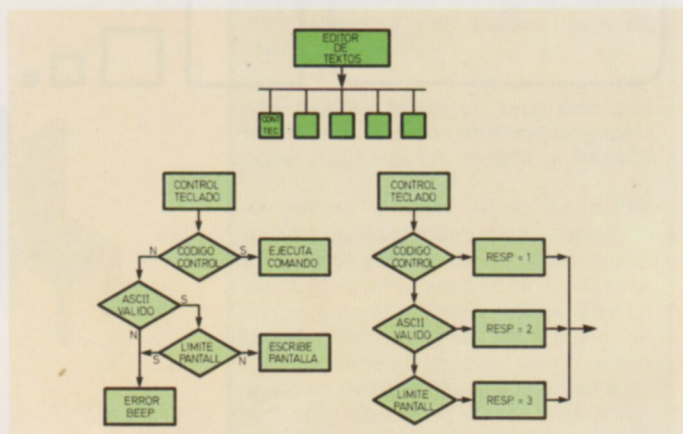 EDITOR
DE
TEXTOS
CONT
TEC
CONTROL
TECLADO
N
CODIGO
CONTROL
S
EJECUTA
COMANDO
ASCII
VALIDO
S
N
LIMITE
PANTALL
S
N
ESCRIBE
PANTALLA
ERROR
BEEP
CONTROL
TECLADO
CODIGO
CONTROL
RESP = 1
ASCII
VALIDO
RESP = 2
LIMITE
PANTALL
RESP = 3